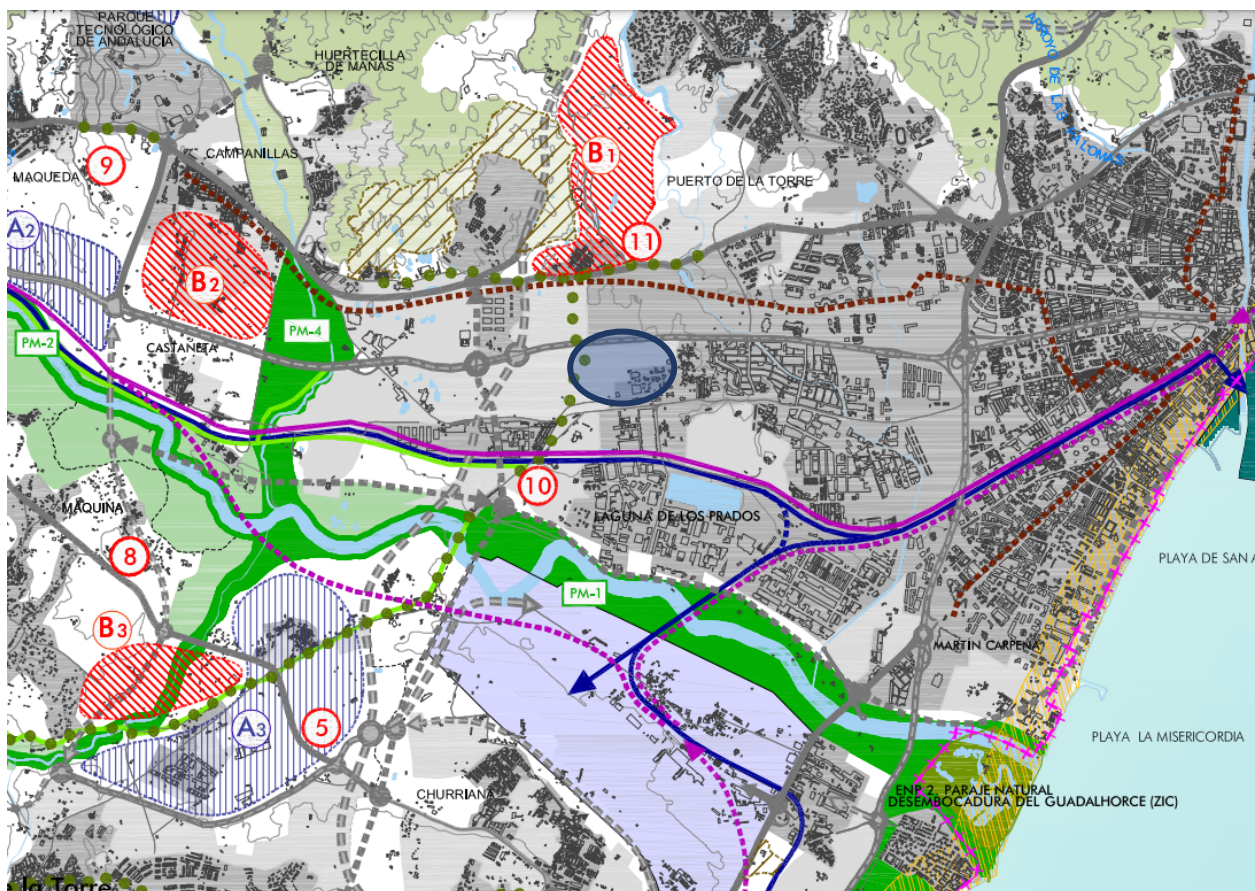 PARQUE
TECNOLÓGICO
DE ANDALUCÍA
HUERTECILLA
DE MAÑAS
ARROYO DE LAS PALOMAS
B1
9
CAMPANILLAS
MAQUEDA
PUERTO DE LA TORRE
A2
11
B2
PM-4
PM-2
CASTAÑETA
10
MAQUINA
LAGUNA DE LOS PRADOS
8
PLAYA DE SAN A
PM-1
B3
MARTIN CARPENA
A3
5
PLAYA LA MISERICORDIA
CHURRIANA
ENP 2, PARAJE NATURAL
DESEMBOCADURA DEL GUADALHORCE (ZIC)
la Torre